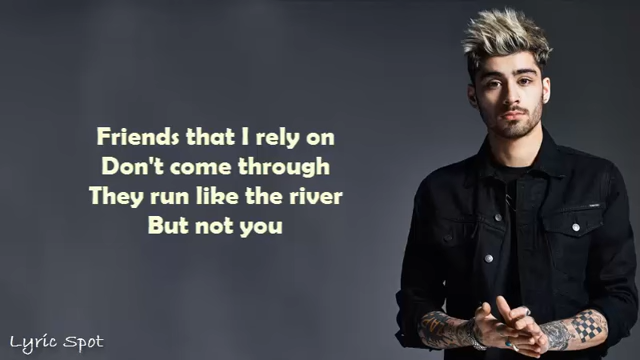 Friends that I rely on
Don't come through
They run like the river
But not you
Lyric Spot